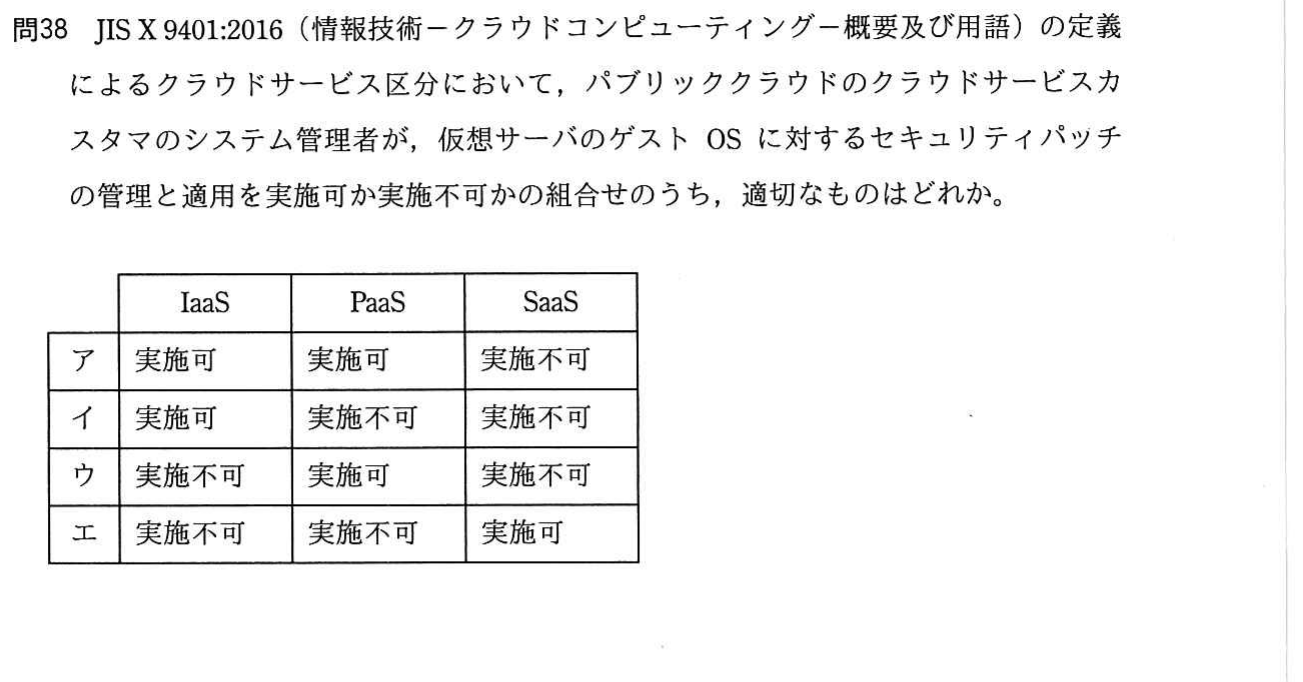 問38 JIS X 9401:2016（情報技術－クラウドコンピューティング－概要及び用語）の定義
によるクラウドサービス区分において，パブリッククラウドのクラウドサービスカ
スタマのシステム管理者が，仮想サーバのゲスト OS に対するセキュリティパッチ
の管理と適用を実施可か実施不可かの組合せのうち，適切なものはどれか。
IaaS PaaS SaaS
ア 実施可 実施可 実施不可
イ 実施可 実施不可 実施不可
ウ 実施不可 実施可 実施不可
エ 実施不可 実施不可 実施可